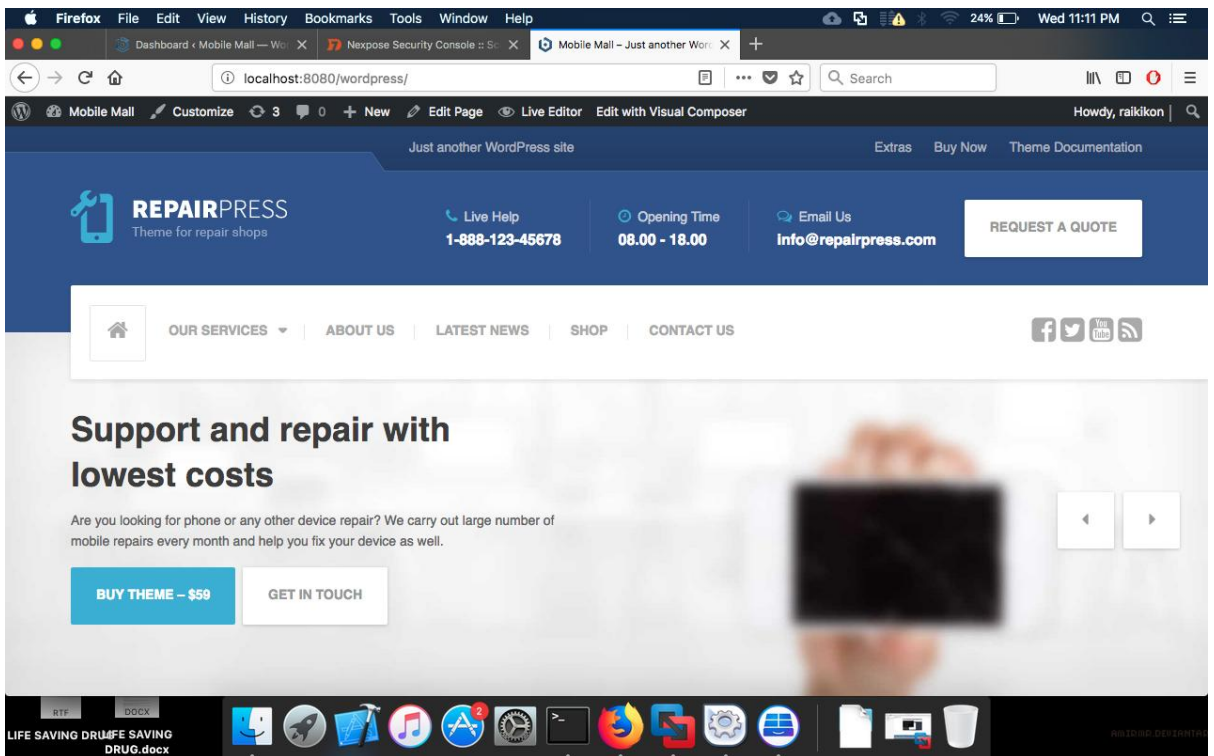 Firefox File Edit View History Bookmarks Tools Window Help 24% Wed 11:11 PM
Dashboard ‹ Mobile Mall — Wo Nexpose Security Console :: Sc Mobile Mall – Just another Word
localhost:8080/wordpress/ Search
Mobile Mall Customize 3 0 New Edit Page Live Editor Edit with Visual Composer Howdy, raikikon
Just another WordPress site Extras Buy Now Theme Documentation
REPAIRPRESS
Theme for repair shops
Live Help
1-888-123-45678
Opening Time
08.00 - 18.00
Email Us
info@repairpress.com
REQUEST A QUOTE
OUR SERVICES ABOUT US LATEST NEWS SHOP CONTACT US You Tube
Support and repair with
lowest costs
Are you looking for phone or any other device repair? We carry out large number of
mobile repairs every month and help you fix your device as well.
BUY THEME – $59 GET IN TOUCH
RTF DOCX
2
LIFE SAVING DRUG LIFE SAVING
DRUG.docx